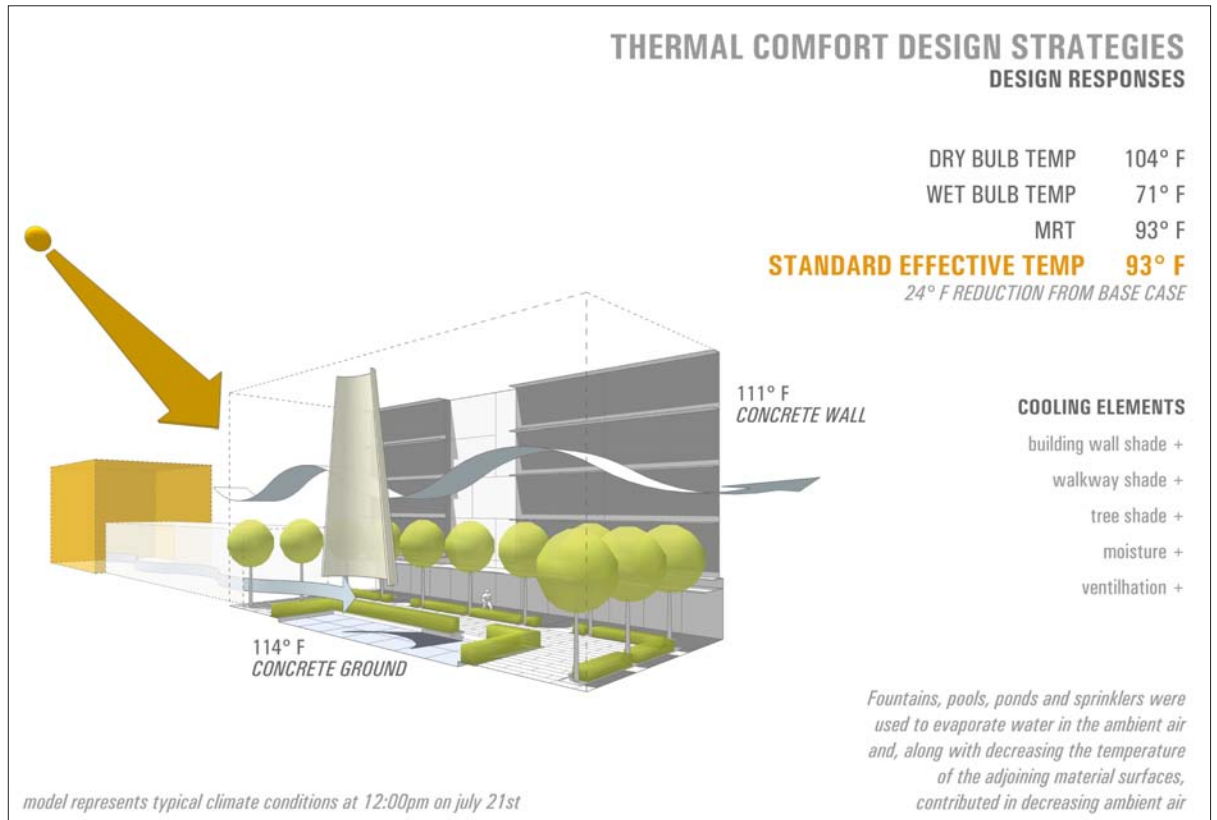 THERMAL COMFORT DESIGN STRATEGIES
DESIGN RESPONSES
DRY BULB TEMP 104° F
WET BULB TEMP 71° F
MRT 93° F
STANDARD EFFECTIVE TEMP 93° F
24° F REDUCTION FROM BASE CASE
111° F
CONCRETE WALL
COOLING ELEMENTS
building wall shade +
walkway shade +
tree shade +
moisture +
ventilhation +
114° F
CONCRETE GROUND
Fountains, pools, ponds and sprinklers were
used to evaporate water in the ambient air
and, along with decreasing the temperature
of the adjoining material surfaces,
contributed in decreasing ambient air
model represents typical climate conditions at 12:00pm on july 21st